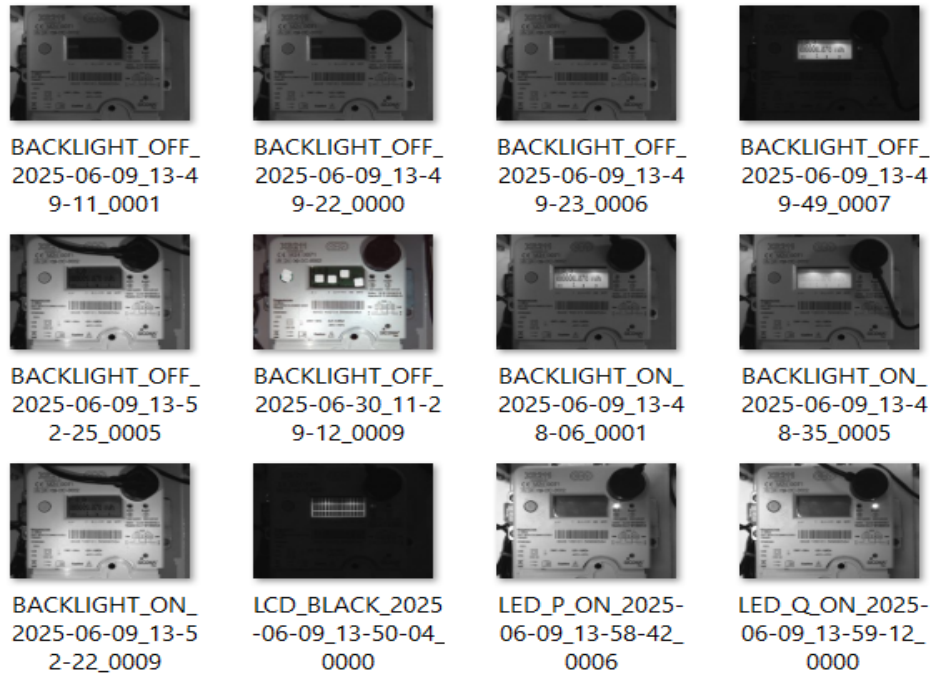 BACKLIGHT_OFF_
2025-06-09_13-4
9-11_0001
BACKLIGHT_OFF_
2025-06-09_13-4
9-22_0000
BACKLIGHT_OFF_
2025-06-09_13-4
9-23_0006
BACKLIGHT_OFF_
2025-06-09_13-4
9-49_0007
BACKLIGHT_OFF_
2025-06-09_13-5
2-25_0005
BACKLIGHT_OFF_
2025-06-30_11-2
9-12_0009
BACKLIGHT_ON_
2025-06-09_13-4
8-06_0001
BACKLIGHT_ON_
2025-06-09_13-4
8-35_0005
BACKLIGHT_ON_
2025-06-09_13-5
2-22_0009
LCD_BLACK_2025
-06-09_13-50-04_
0000
LED_P_ON_2025-
06-09_13-58-42_
0006
LED_Q_ON_2025-
06-09_13-59-12_
0000